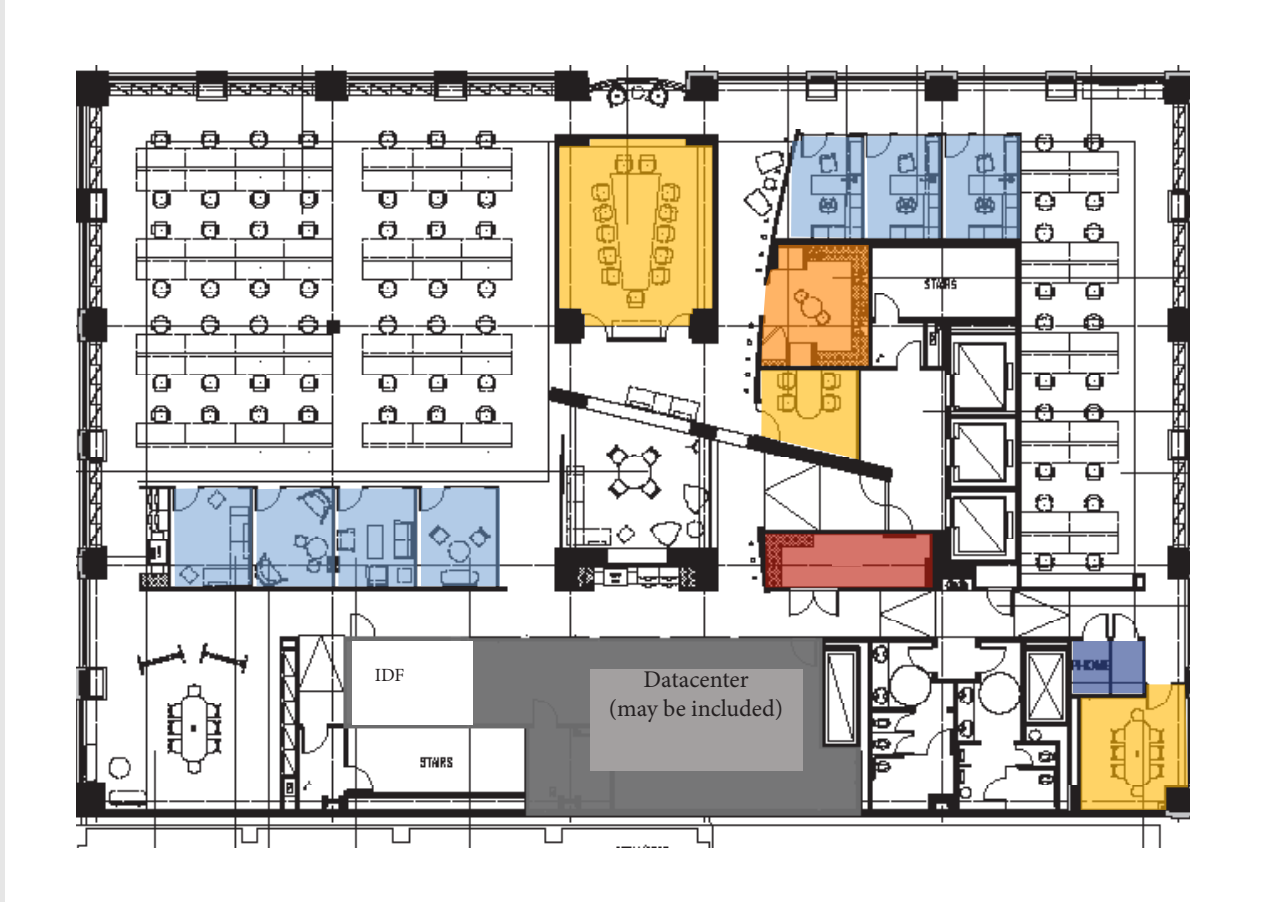 STAIRS
IDF
Datacenter
(may be included)
PHONE
STAIRS